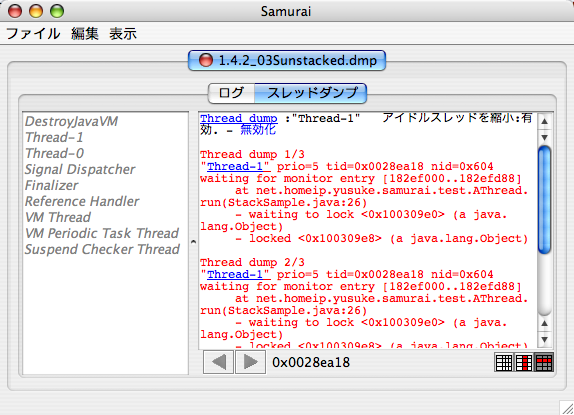 Samurai
ファイル 編集 表示
1.4.2_03Sunstacked.dmp
ログ スレッドダンプ
DestroyJavaVM
Thread-1
Thread-0
Signal Dispatcher
Finalizer
Reference Handler
VM Thread
VM Periodic Task Thread
Suspend Checker Thread
Thread dump :"Thread-1" アイドルスレッドを縮小:有
効. - 無効化
Thread dump 1/3
"Thread-1" prio=5 tid=0x0028ea18 nid=0x604
waiting for monitor entry [182ef000..182efd88]
at net.homeip.yusuke.samurai.test.AThread.
run(StackSample.java:26)
- waiting to lock <0x100309e0> (a java.
lang.Object)
- locked <0x100309e8> (a java.lang.Object)
Thread dump 2/3
"Thread-1" prio=5 tid=0x0028ea18 nid=0x604
waiting for monitor entry [182ef000..182efd88]
at net.homeip.yusuke.samurai.test.AThread.
run(StackSample.java:26)
- waiting to lock <0x100309e0> (a java.
lang.Object)
- locked <0x100309e8> (a java.lang.Object)
0x0028ea18